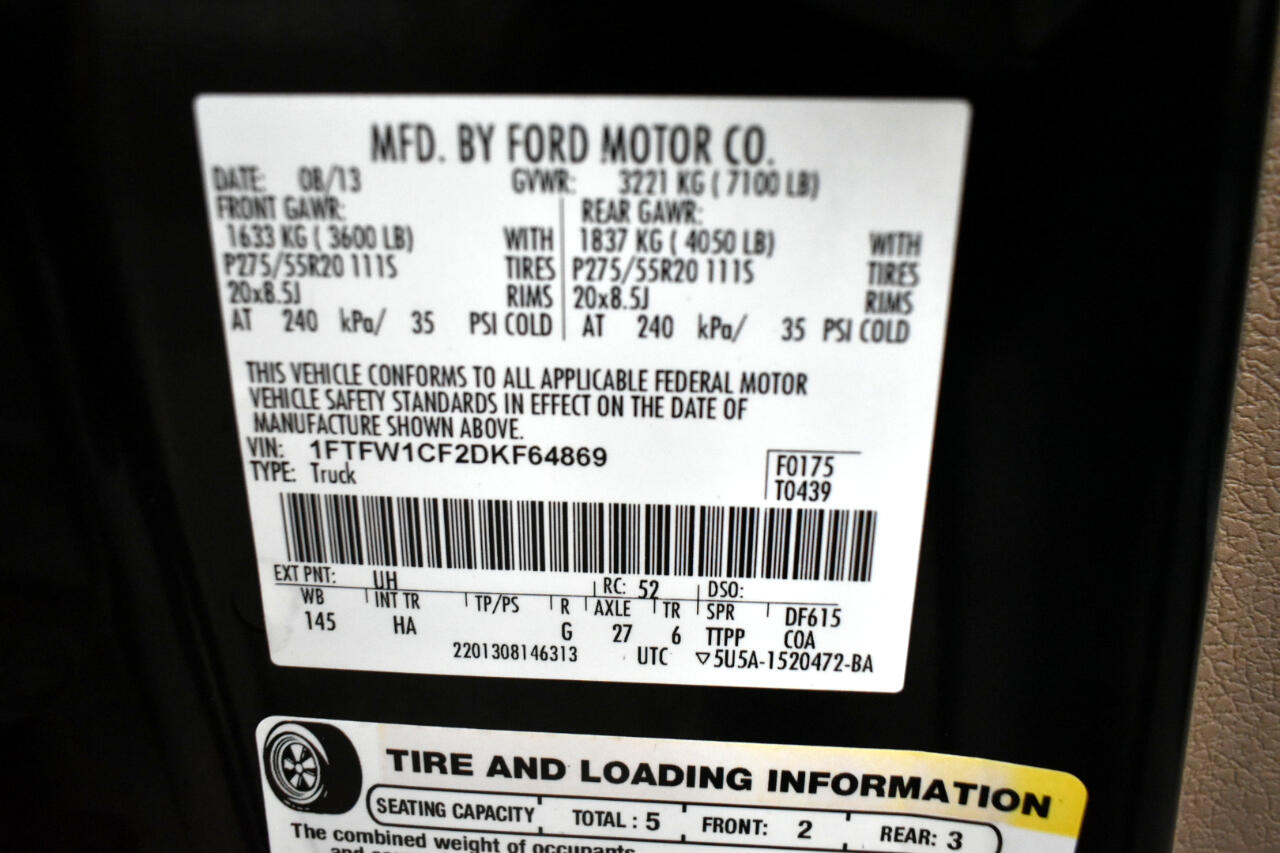 MFD. BY FORD MOTOR CO.
DATE: 08/13 GVWR: 3221 KG ( 7100 LB)
FRONT GAWR: REAR GAWR:
1633 KG ( 3600 LB) WITH 1837 KG ( 4050 LB) WITH
P275/55R20 111S TIRES P275/55R20 111S TIRES
20x8.5J RIMS 20x8.5J RIMS
AT 240 kPa/ 35 PSI COLD AT 240 kPa/ 35 PSI COLD
THIS VEHICLE CONFORMS TO ALL APPLICABLE FEDERAL MOTOR
VEHICLE SAFETY STANDARDS IN EFFECT ON THE DATE OF
MANUFACTURE SHOWN ABOVE.
VIN: 1FTFW1CF2DKF64869
TYPE: Truck
F0175
T0439
EXT PNT: UH RC: 52 DSO:
WB INT TR TP/PS R AXLE TR SPR DF615
145 HA G 27 6 TTPP COA
2201308146313 UTC ▽5U5A-1520472-BA
TIRE AND LOADING INFORMATION
SEATING CAPACITY TOTAL : 5 FRONT: 2 REAR: 3
The combined weight of occupants
and